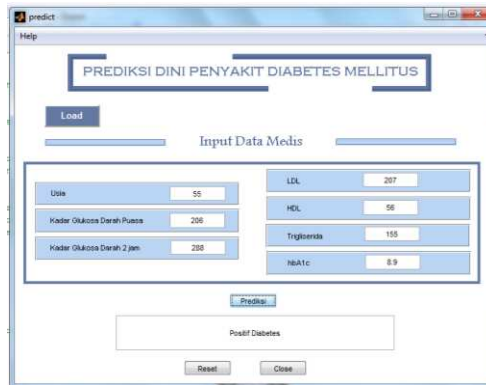 predict
Help
PREDIKSI DINI PENYAKIT DIABETES MELLITUS
Load
Input Data Medis
Usia 55
Kadar Glukosa Darah Puasa 206
Kadar Glukosa Darah 2 jam 288
LDL 207
HDL 56
Trigliserida 155
HbA1c 8.9
Prediksi
Positif Diabetes
Reset Close